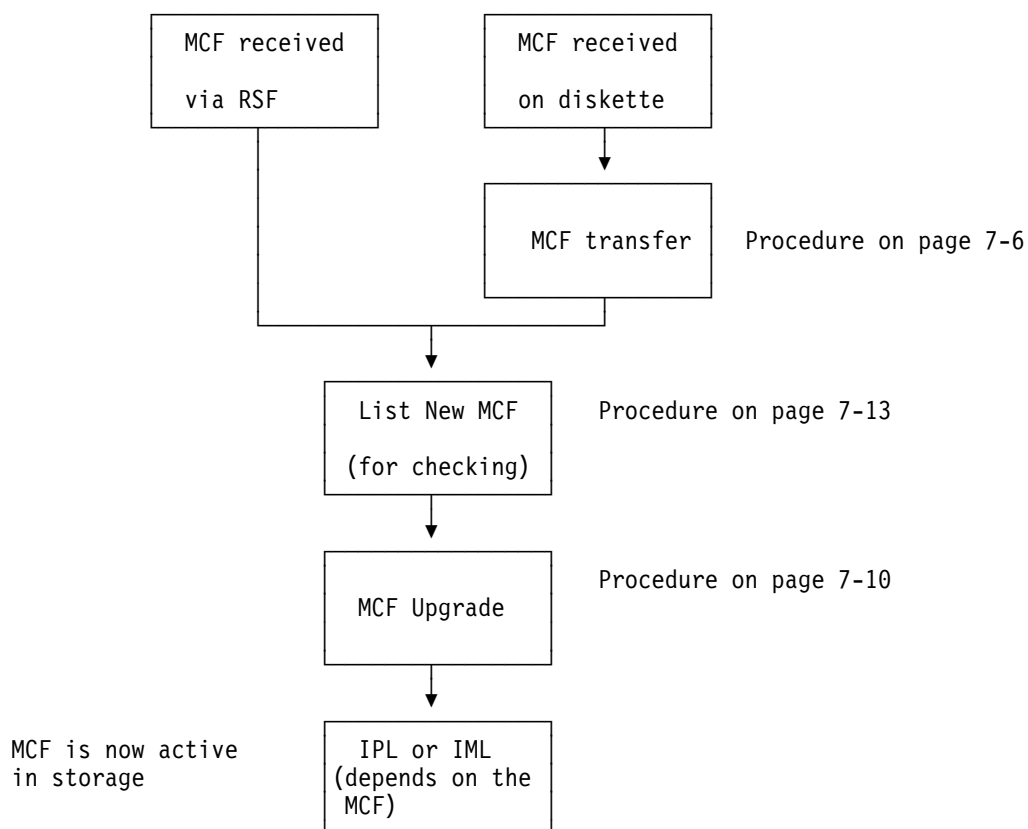 MCF received
via RSF
MCF received
on diskette
MCF transfer
Procedure on page 7-6
List New MCF
(for checking)
Procedure on page 7-13
MCF Upgrade
Procedure on page 7-10
MCF is now active
in storage
IPL or IML
(depends on the
MCF)